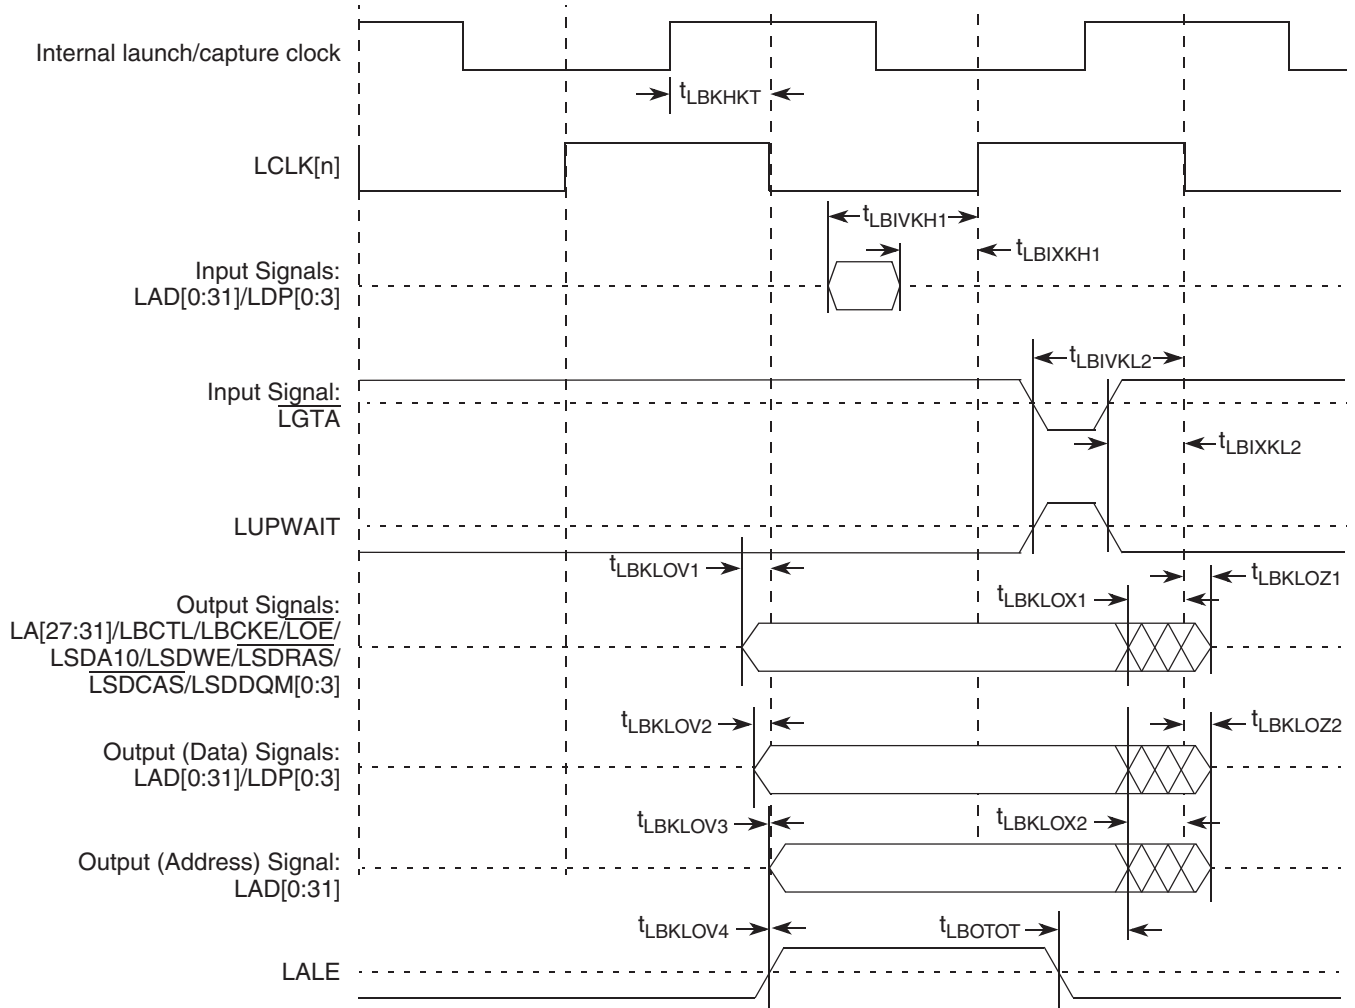 Internal launch/capture clock
tLBKHKT
LCLK[n]
tLBIVKH1
tLBIXKH1
Input Signals:
LAD[0:31]/LDP[0:3]
tLBIVKL2
Input Signal:
LGTA
tLBIXKL2
LUPWAIT
tLBKLOV1
tLBKLOZ1
tLBKLOX1
Output Signals:
LA[27:31]/LBCTL/LBCKE/LOE/
LSDA10/LSDWE/LSDRAS/
LSDCAS/LSDDQM[0:3]
tLBKLOV2
tLBKLOZ2
Output (Data) Signals:
LAD[0:31]/LDP[0:3]
tLBKLOV3
tLBKLOX2
Output (Address) Signal:
LAD[0:31]
tLBKLOV4
tLBOTOT
LALE